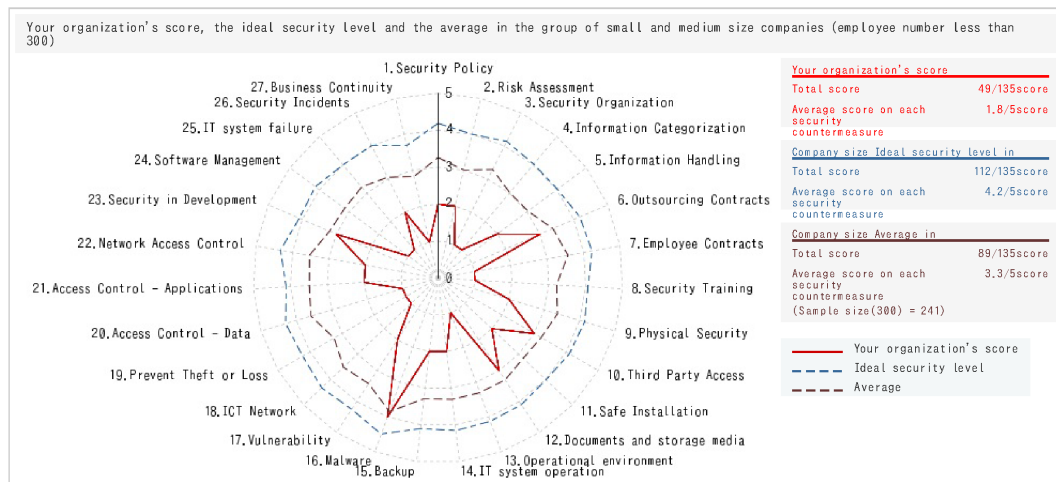 Your organization's score, the ideal security level and the average in the group of small and medium size companies (employee number less than
300)
1.Security Policy
2.Risk Assessment
3.Security Organization
4.Information Categorization
5.Information Handling
6.Outsourcing Contracts
7.Employee Contracts
8.Security Training
9.Physical Security
10.Third Party Access
11.Safe Installation
12.Documents and storage media
13.Operational environment
14.IT system operation
15.Backup
16.Malware
17.Vulnerability
18.ICT Network
19.Prevent Theft or Loss
20.Access Control - Data
21.Access Control - Applications
22.Network Access Control
23.Security in Development
24.Software Management
25.IT system failure
26.Security Incidents
27.Business Continuity
5
4
3
2
1
0
Your organization's score
Total score 49/135score
Average score on each 1.8/5score
security
countermeasure
Company size Ideal security level in
Total score 112/135score
Average score on each 4.2/5score
security
countermeasure
Company size Average in
Total score 89/135score
Average score on each 3.3/5score
security
countermeasure
(Sample size(300) = 241)
Your organization's score
Ideal security level
Average